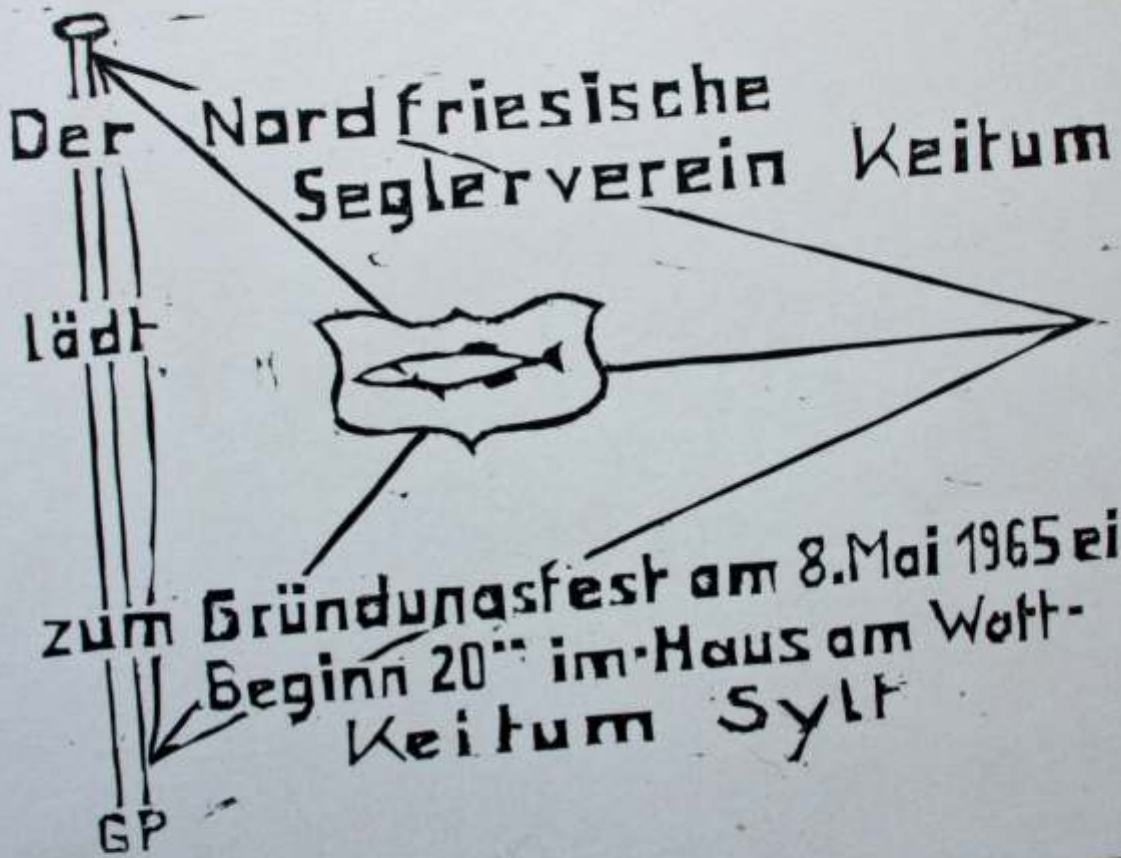 Der Nordfriesische
Seglerverein Keitum
lädt
zum Gründungsfest am 8. Mai 1965 ei
Beginn 20°° im-Haus am Watt-
Keitum Sylt
GP